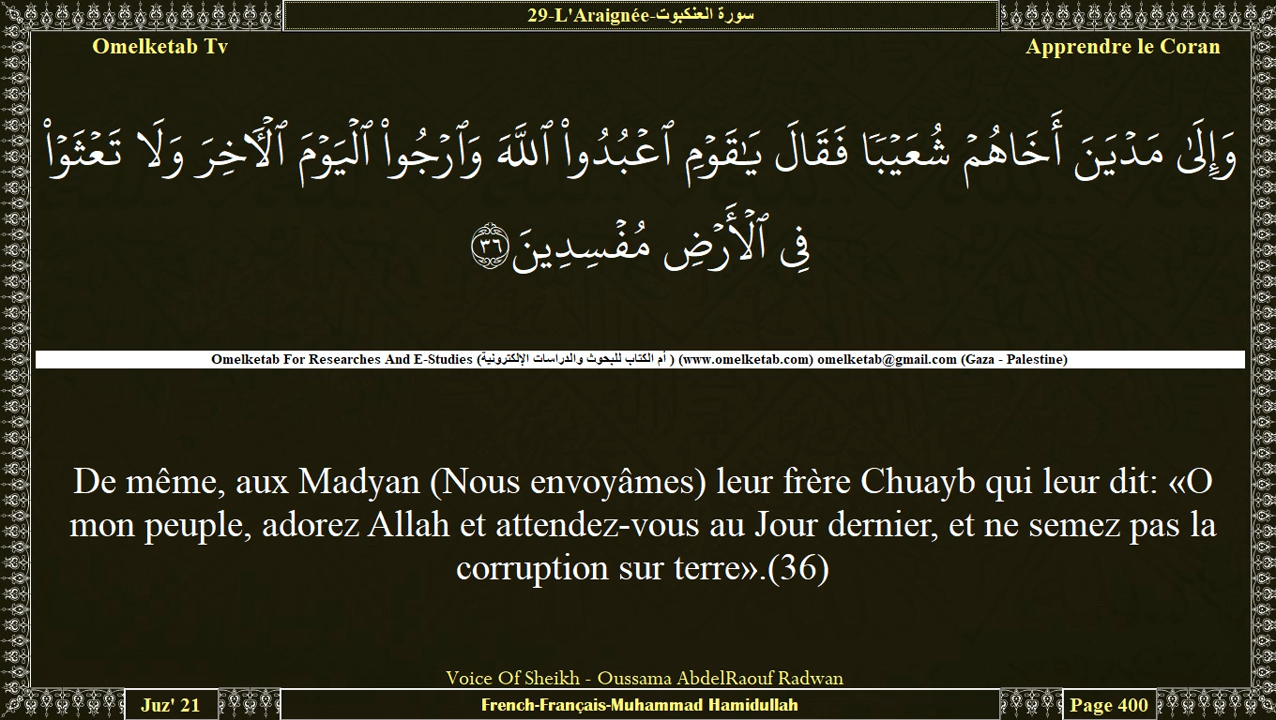 29-L'Araignée-سورة العنكبوت
Omelketab Tv
Apprendre le Coran
وَإِلَىٰ مَدْيَنَ أَخَاهُمْ شُعَيْبًا فَقَالَ يَـٰقَوْمِ ٱعْبُدُوا۟ ٱللَّهَ وَٱرْجُوا۟ ٱلْيَوْمَ ٱلْـَٔاخِرَ وَلَا تَعْثَوْا۟
فِى ٱلْأَرْضِ مُفْسِدِينَ ٣٦
Omelketab For Researches And E-Studies (أم الكتاب للبحوث والدراسات الإلكترونية ) (www.omelketab.com) omelketab@gmail.com (Gaza - Palestine)
De même, aux Madyan (Nous envoyâmes) leur frère Chuayb qui leur dit: «O
mon peuple, adorez Allah et attendez-vous au Jour dernier, et ne semez pas la
corruption sur terre».(36)
Voice Of Sheikh - Oussama AbdelRaouf Radwan
Juz' 21
French-Français-Muhammad Hamidullah
Page 400